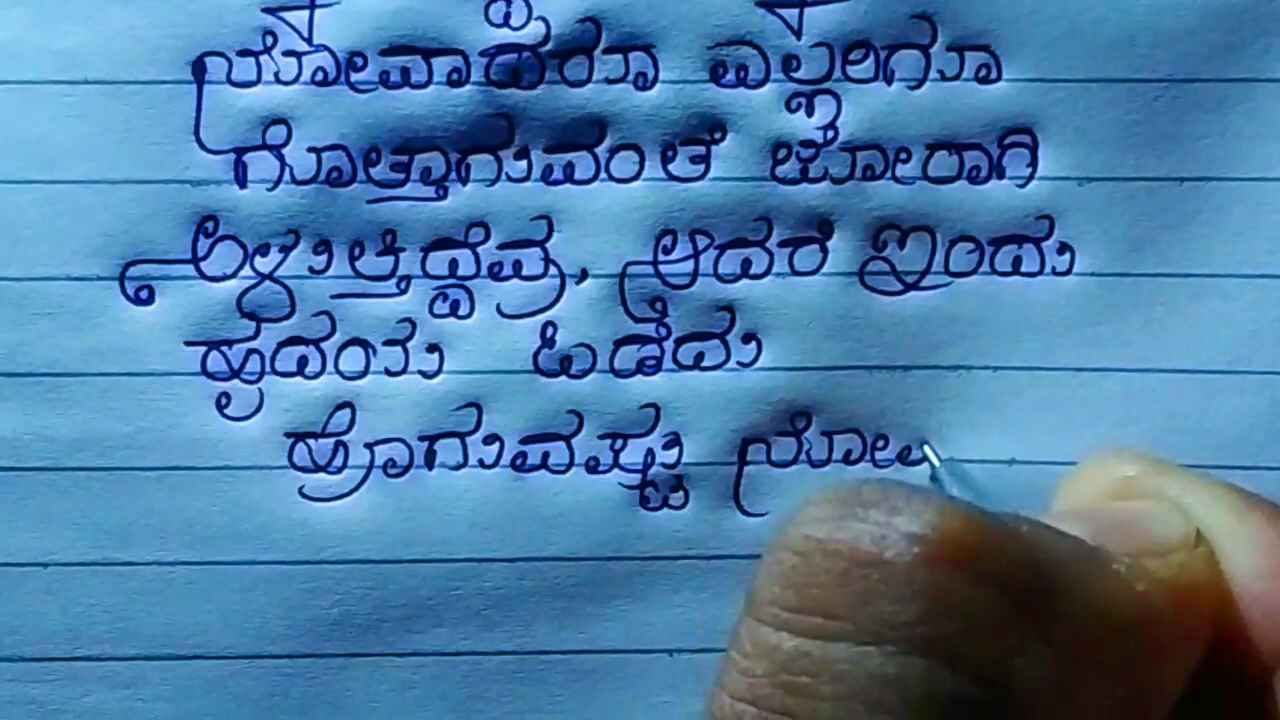 ನೋವಾದರೂ ಎಲ್ಲರಿಗೂ
ಗೊತ್ತಾಗುವಂತೆ ಜೋರಾಗಿ
ಅಳುತ್ತಿದ್ದೆವು, ಆದರೆ ಇಂದು
ಹೃದಯ ಒಡೆದು
ಹೋಗುವಷ್ಟು ನೋವ